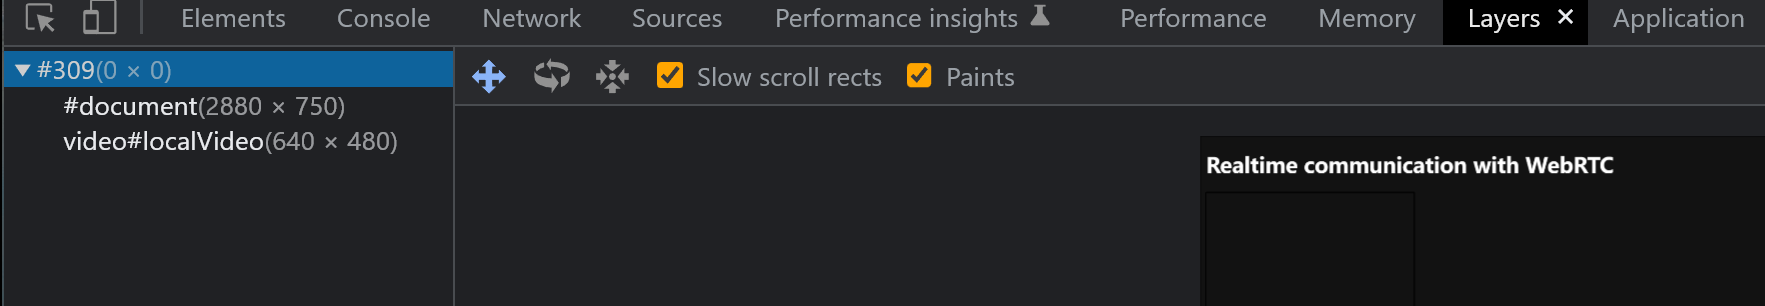 Elements Console Network Sources Performance insights Performance Memory Layers × Application
#309(0 × 0)
#document(2880 × 750)
video#localVideo(640 × 480)
Slow scroll rects Paints
Realtime communication with WebRTC